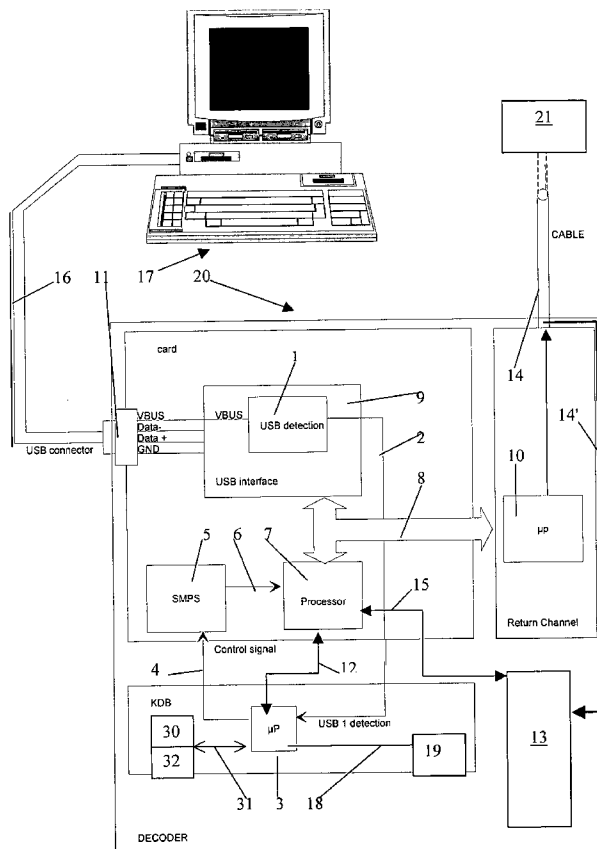 21
CABLE
16
17
20
11
14
card
1
VBUS
VBUS
9
Data-
USB detection
Data +
2
14'
GND
USB connector
USB interface
10
8
5
6
7
µP
SMPS
Processor
15
Return Channel
Control signal
4
12
KDB
µP
USB 1 detection
30
13
32
19
31
3
18
DECODER